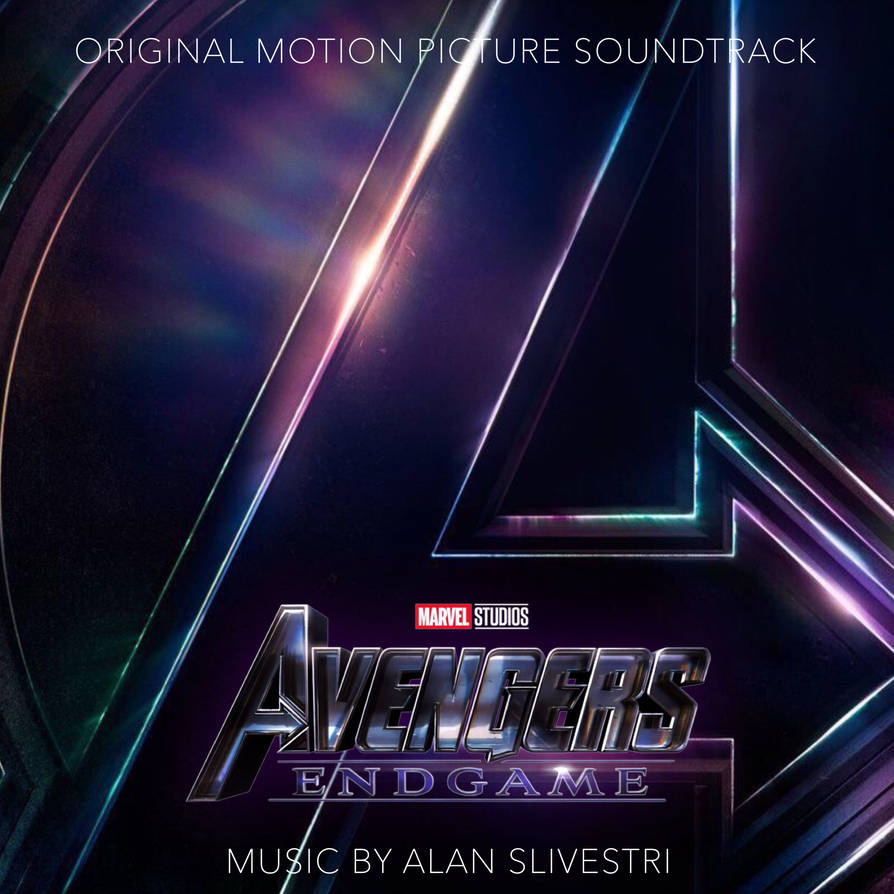 ORIGINAL MOTION PICTURE SOUNDTRACK
MARVEL STUDIOS
AVENGERS
ENDGAME
MUSIC BY ALAN SLIVESTRI